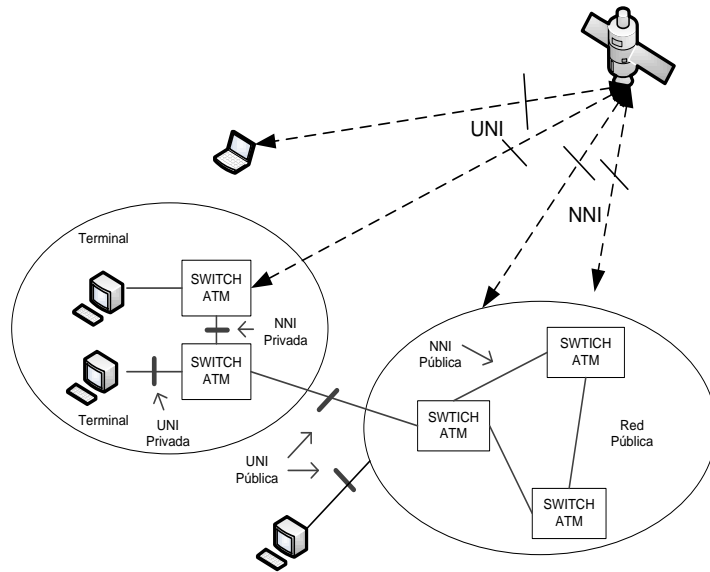 UNI
NNI
Terminal
SWITCH
ATM
NNI
Privada
SWITCH
ATM
Terminal
UNI
Privada
UNI
Pública
NNI
Pública
SWTICH
ATM
SWTICH
ATM
Red
Pública
SWITCH
ATM